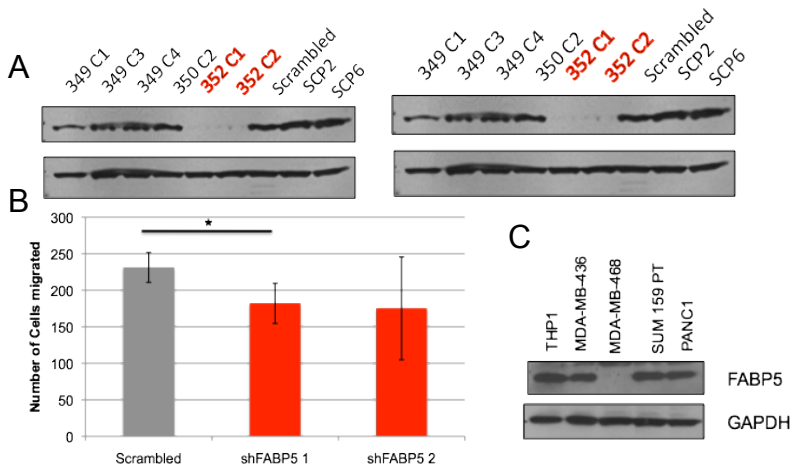 A
349 C1
349 C3
349 C4
350 C2
352 C1
352 C2
Scrambled
SCP2
SCP6
349 C1
349 C3
349 C4
350 C2
352 C1
352 C2
Scrambled
SCP2
SCP6
B
300
250
200
150
100
50
0
Number of Cells migrated
*
Scrambled
shFABP5 1
shFABP5 2
C
THP1
MDA-MB-436
MDA-MB-468
SUM 159 PT
PANC1
FABP5
GAPDH